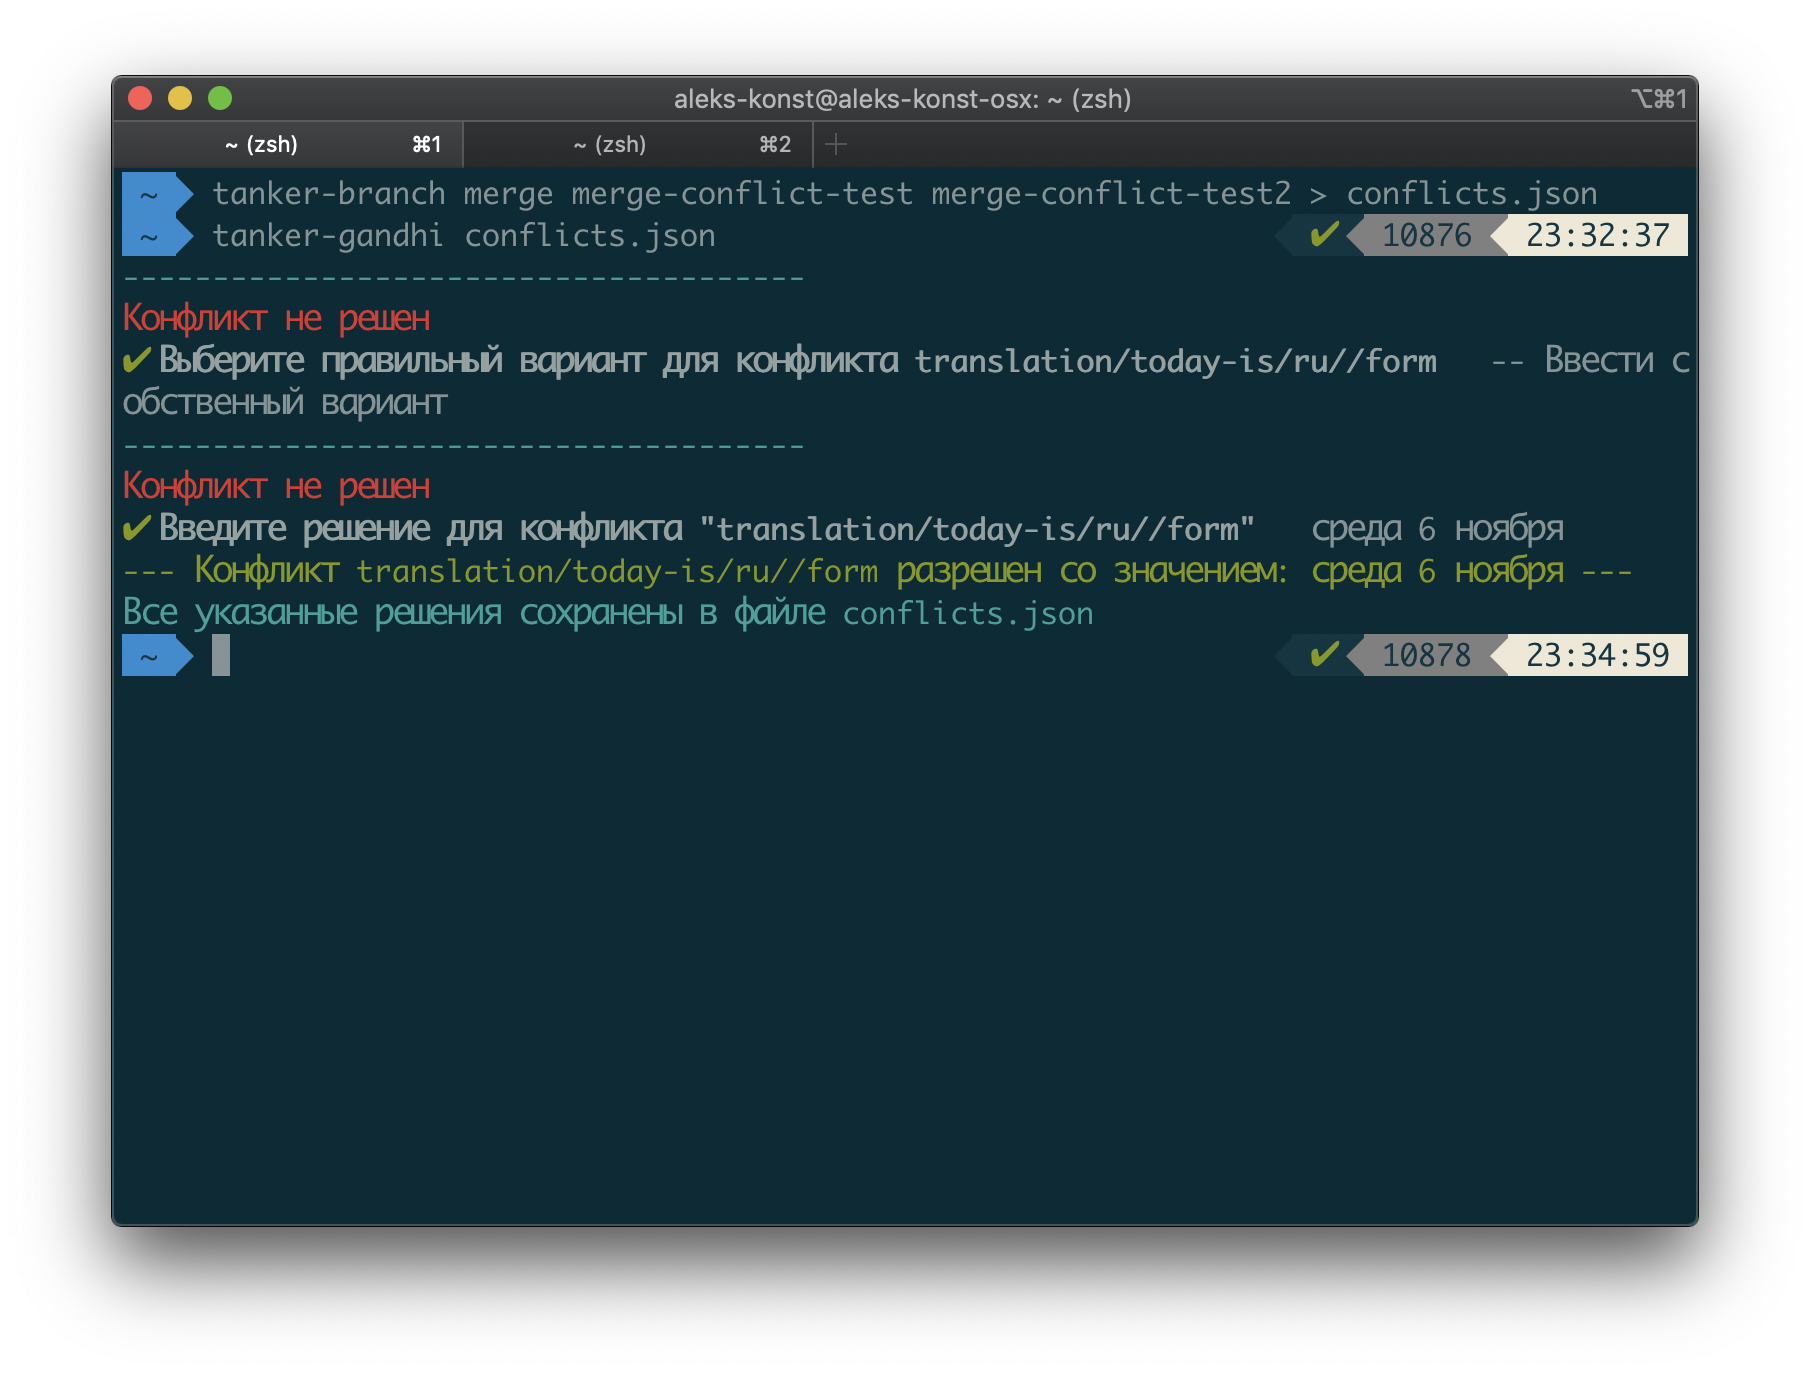 aleks-konst@aleks-konst-osx: ~ (zsh) ⌥⌘1
~ (zsh) ⌘1 ~ (zsh) ⌘2 +
~ tanker-branch merge merge-conflict-test merge-conflict-test2 > conflicts.json
~ tanker-gandhi conflicts.json ✔ 10876 23:32:37
--------------------------------------
Конфликт не решен
✔ Выберите правильный вариант для конфликта translation/today-is/ru//form -- Ввести с
обственный вариант
--------------------------------------
Конфликт не решен
✔ Введите решение для конфликта "translation/today-is/ru//form" среда 6 ноября
--- Конфликт translation/today-is/ru//form разрешен со значением: среда 6 ноября ---
Все указанные решения сохранены в файле conflicts.json
~ ✔ 10878 23:34:59